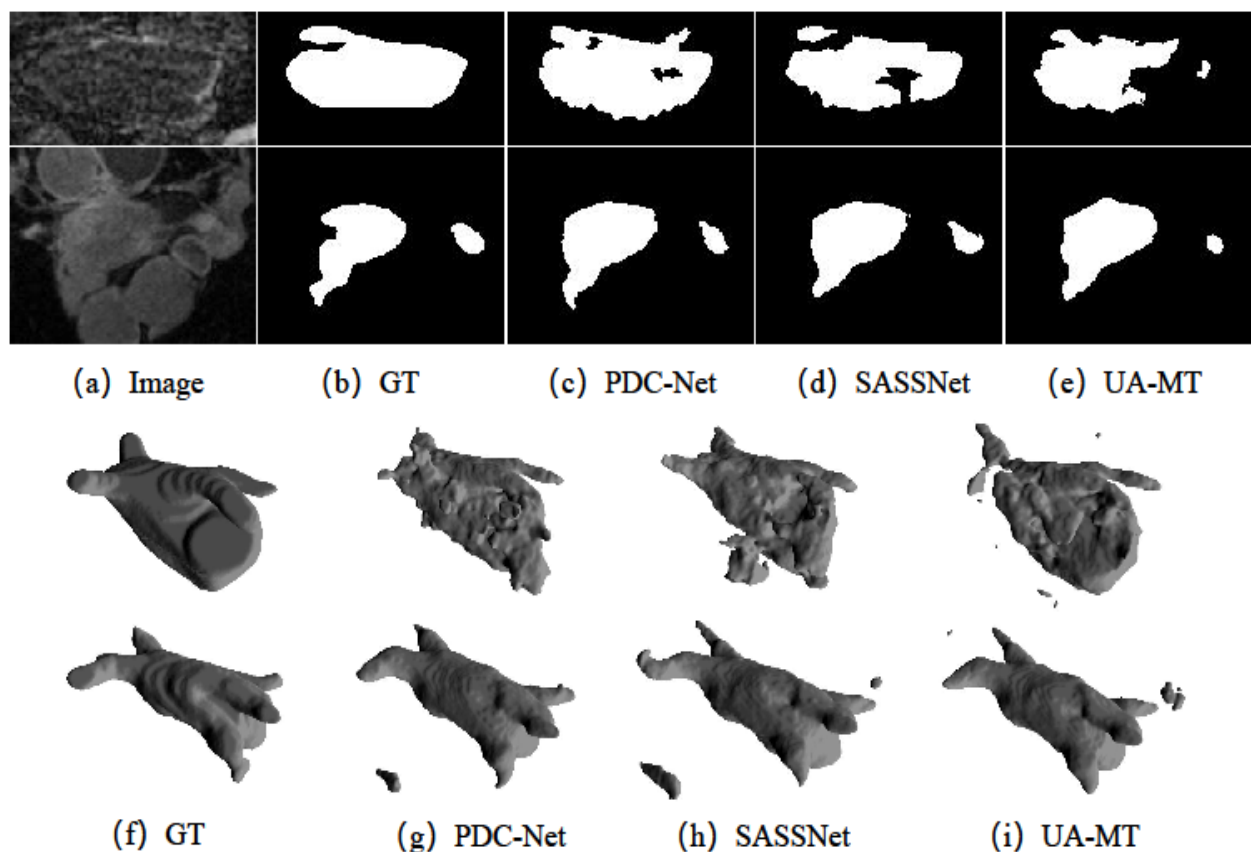 (a) Image (b) GT (c) PDC-Net (d) SASSNet (e) UA-MT
(f) GT (g) PDC-Net (h) SASSNet (i) UA-MT